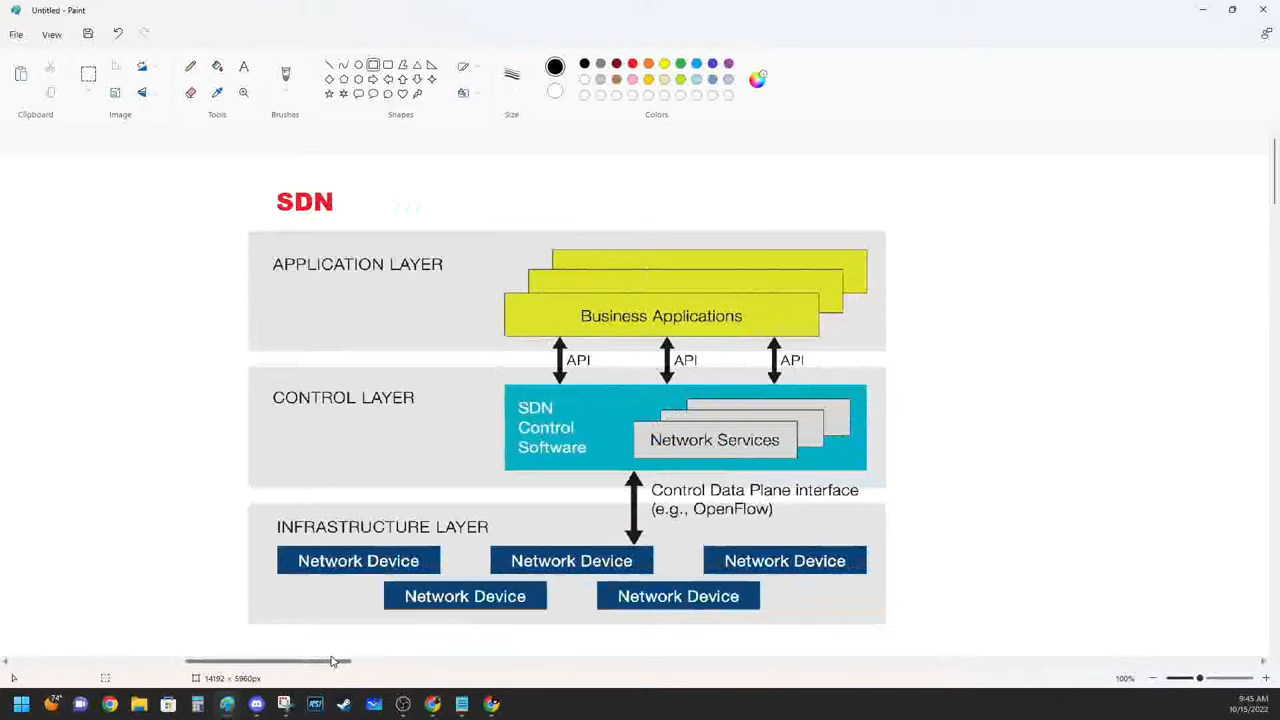 Untitled - Paint
File
View
Clipboard
Image
Tools
Brushes
Shapes
Size
Colors
SDN
APPLICATION LAYER
Business Applications
API
API
API
CONTROL LAYER
SDN
Control
Software
Network Services
Control Data Plane interface
(e.g., OpenFlow)
INFRASTRUCTURE LAYER
Network Device
Network Device
Network Device
Network Device
Network Device
14192 × 5960px
100%
74°
9:45 AM
10/15/2022